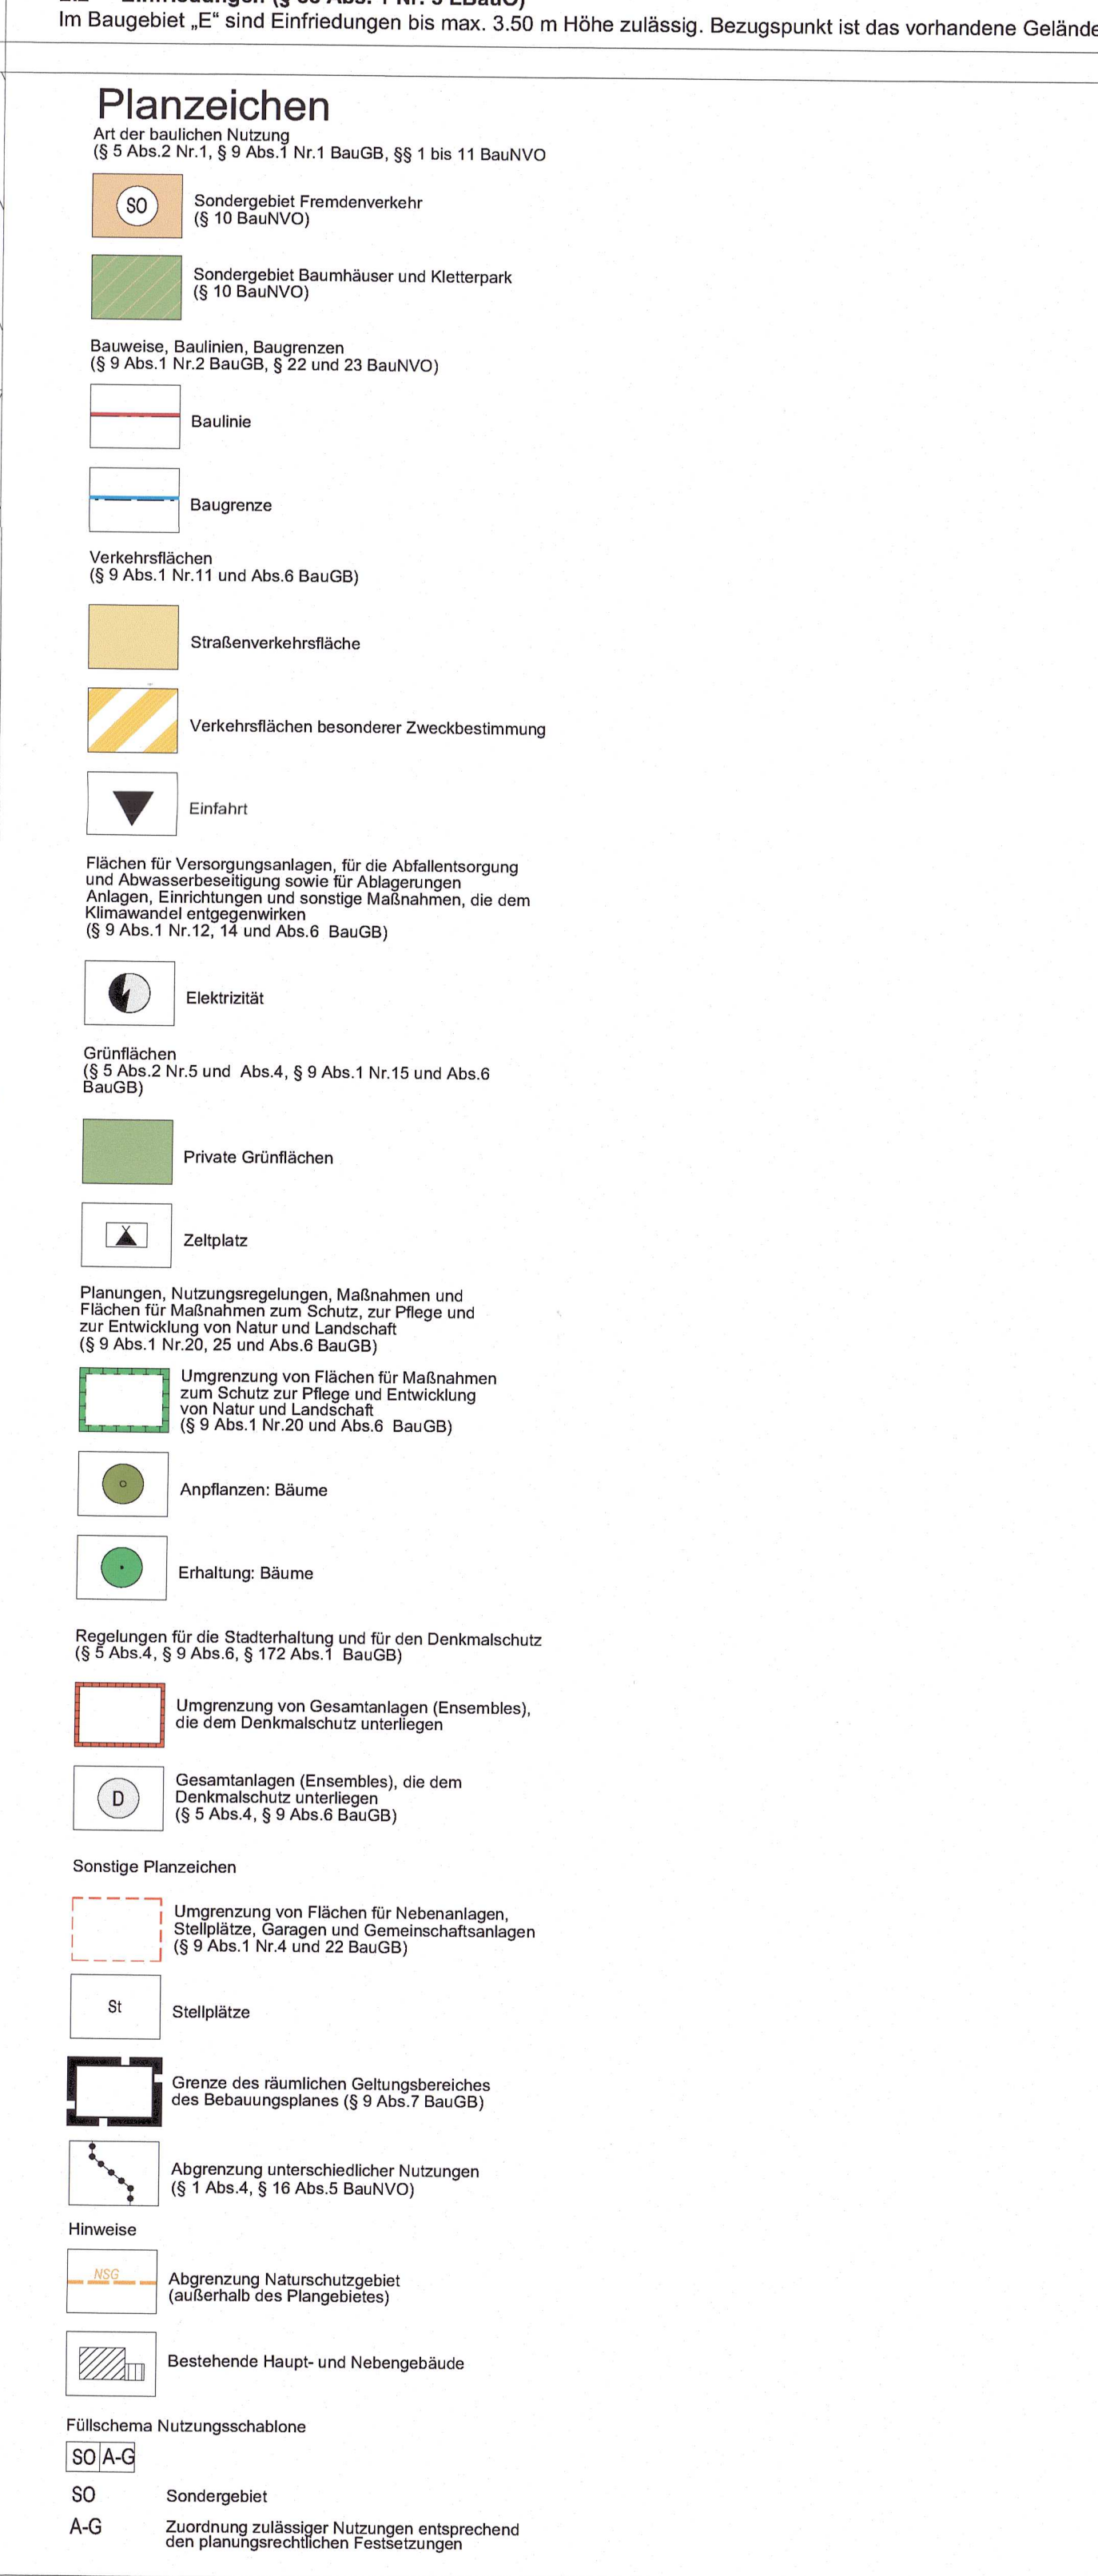 Im Baugebiet „E“ sind Einfriedungen bis max. 3.50 m Höhe zulässig. Bezugspunkt ist das vorhandene Gelände
Planzeichen
Art der baulichen Nutzung
(§ 5 Abs.2 Nr.1, § 9 Abs.1 Nr.1 BauGB, §§ 1 bis 11 BauNVO
SO
Sondergebiet Fremdenverkehr
(§ 10 BauNVO)
Sondergebiet Baumhäuser und Kletterpark
(§ 10 BauNVO)
Bauweise, Baulinien, Baugrenzen
(§ 9 Abs.1 Nr.2 BauGB, § 22 und 23 BauNVO)
Baulinie
Baugrenze
Verkehrsflächen
(§ 9 Abs.1 Nr.11 und Abs.6 BauGB)
Straßenverkehrsfläche
Verkehrsflächen besonderer Zweckbestimmung
Einfahrt
Flächen für Versorgungsanlagen, für die Abfallentsorgung
und Abwasserbeseitigung sowie für Ablagerungen
Anlagen, Einrichtungen und sonstige Maßnahmen, die dem
Klimawandel entgegenwirken
(§ 9 Abs.1 Nr.12, 14 und Abs.6 BauGB)
Elektrizität
Grünflächen
(§ 5 Abs.2 Nr.5 und Abs.4, § 9 Abs.1 Nr.15 und Abs.6
BauGB)
Private Grünflächen
Zeltplatz
Planungen, Nutzungsregelungen, Maßnahmen und
Flächen für Maßnahmen zum Schutz, zur Pflege und
zur Entwicklung von Natur und Landschaft
(§ 9 Abs.1 Nr.20, 25 und Abs.6 BauGB)
Umgrenzung von Flächen für Maßnahmen
zum Schutz zur Pflege und Entwicklung
von Natur und Landschaft
(§ 9 Abs.1 Nr.20 und Abs.6 BauGB)
Anpflanzen: Bäume
Erhaltung: Bäume
Regelungen für die Stadterhaltung und für den Denkmalschutz
(§ 5 Abs.4, § 9 Abs.6, § 172 Abs.1 BauGB)
Umgrenzung von Gesamtanlagen (Ensembles),
die dem Denkmalschutz unterliegen
D
Gesamtanlagen (Ensembles), die dem
Denkmalschutz unterliegen
(§ 5 Abs.4, § 9 Abs.6 BauGB)
Sonstige Planzeichen
Umgrenzung von Flächen für Nebenanlagen,
Stellplätze, Garagen und Gemeinschaftsanlagen
(§ 9 Abs.1 Nr.4 und 22 BauGB)
St
Stellplätze
Grenze des räumlichen Geltungsbereiches
des Bebauungsplanes (§ 9 Abs.7 BauGB)
Abgrenzung unterschiedlicher Nutzungen
(§ 1 Abs.4, § 16 Abs.5 BauNVO)
Hinweise
NSG
Abgrenzung Naturschutzgebiet
(außerhalb des Plangebietes)
Bestehende Haupt- und Nebengebäude
Füllschema Nutzungsschablone
SO A-G
SO Sondergebiet
A-G Zuordnung zulässiger Nutzungen entsprechend
den planungsrechtlichen Festsetzungen